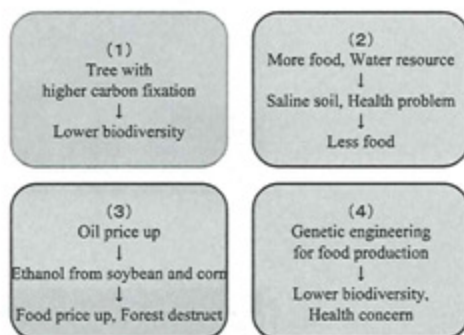 (1)
Tree with
higher carbon fixation
↓
Lower biodiversity
(2)
More food, Water resource
↓
Saline soil, Health problem
↓
Less food
(3)
Oil price up
↓
Ethanol from soybean and corn
↓
Food price up, Forest destruct
(4)
Genetic engineering
for food production
↓
Lower biodiversity,
Health concern